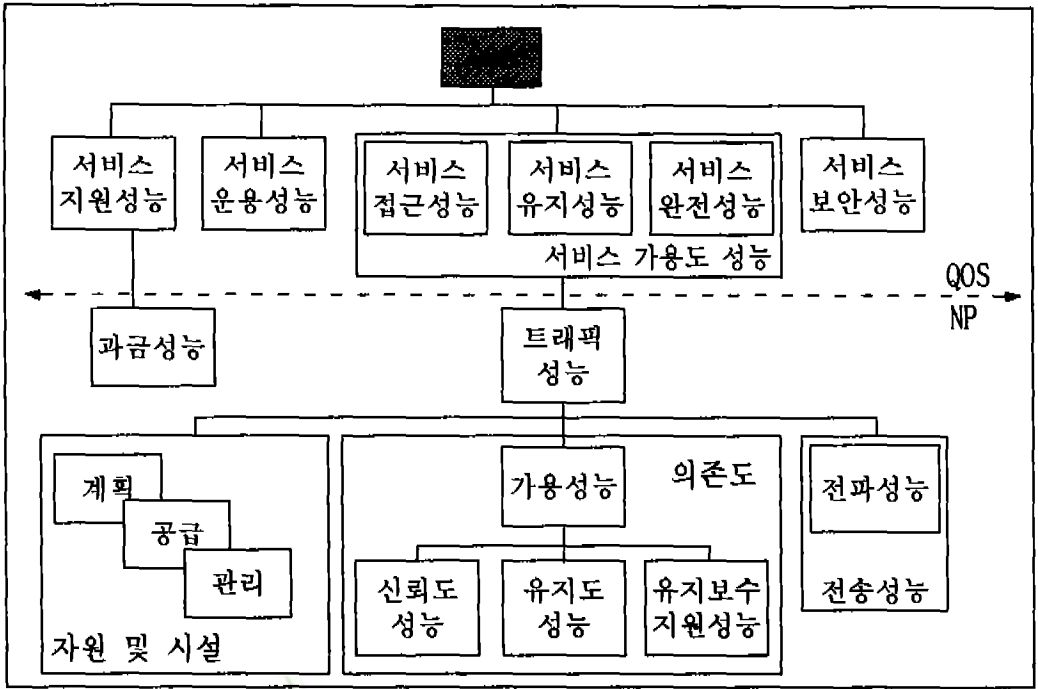 서비스
지원성능
서비스
운용성능
서비스
접근성능
서비스
유지성능
서비스
완전성능
서비스 가용도 성능
서비스
보안성능
QOS
NP
과금성능
트래픽
성능
계획
공급
관리
자원 및 시설
가용성능
의존도
신뢰도
성능
유지도
성능
유지보수
지원성능
전파성능
전송성능